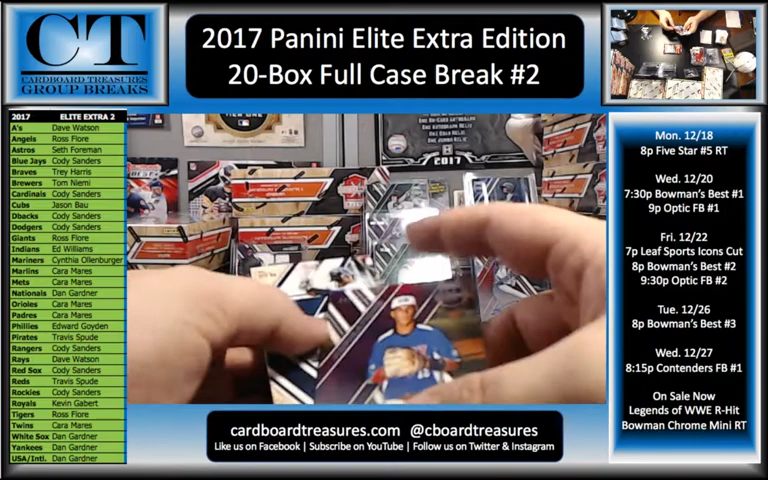 CT
CARDBOARD TREASURES
GROUP BREAKS
2017 Panini Elite Extra Edition
20-Box Full Case Break #2
2017 ELITE EXTRA 2
A's Dave Watson
Angels Ross Flore
Astros Seth Foreman
Blue Jays Cody Sanders
Braves Trey Harris
Brewers Tom Niemi
Cardinals Cody Sanders
Cubs Jason Bau
Dbacks Cody Sanders
Dodgers Cody Sanders
Giants Ross Flore
Indians Ed Williams
Mariners Cynthia Ollenburger
Marlins Cara Mares
Mets Cara Mares
Nationals Dan Gardner
Orioles Cara Mares
Padres Cara Mares
Phillies Edward Goyden
Pirates Travis Spude
Rangers Cody Sanders
Rays Dave Watson
Red Sox Cody Sanders
Reds Travis Spude
Rockies Cody Sanders
Royals Kevin Gabert
Tigers Ross Flore
Twins Cara Mares
White Sox Dan Gardner
Yankees Dan Gardner
USA/Intl. Dan Gardner
ONE AUTOGRAPH RELIC
ONE JUMBO RELIC
2017
Mon. 12/18
8p Five Star #5 RT
Wed. 12/20
7:30p Bowman's Best #1
9p Optic FB #1
Fri. 12/22
7p Leaf Sports Icons Cut
8p Bowman's Best #2
9:30p Optic FB #2
Tue. 12/26
8p Bowman's Best #3
Wed. 12/27
8:15p Contenders FB #1
On Sale Now
Legends of WWE R-Hit
Bowman Chrome Mini RT
cardboardtreasures.com @cboardtreasures
Like us on Facebook | Subscribe on YouTube | Follow us on Twitter & Instagram